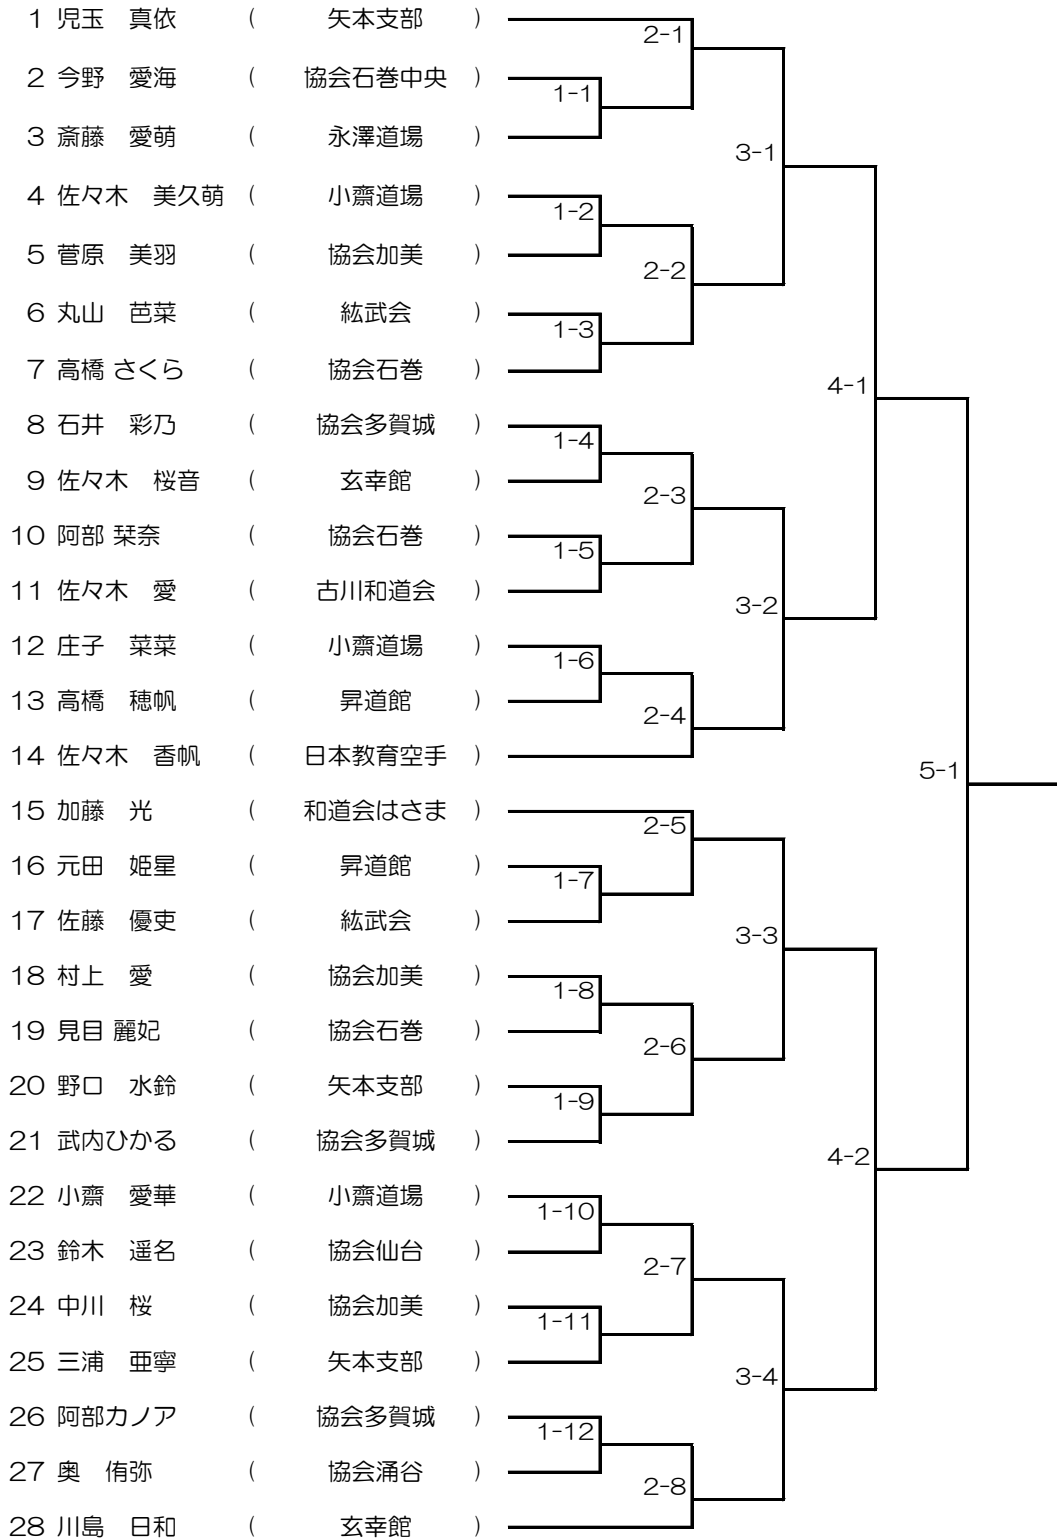 1 児玉 真依 ( 矢本支部 )
2-1
2 今野 愛海 ( 協会石巻中央 )
1-1
3 斎藤 愛萌 ( 永澤道場 )
3-1
4 佐々木 美久萌 ( 小齋道場 )
1-2
5 菅原 美羽 ( 協会加美 )
2-2
6 丸山 芭菜 ( 紘武会 )
1-3
7 高橋 さくら ( 協会石巻 )
4-1
8 石井 彩乃 ( 協会多賀城 )
1-4
9 佐々木 桜音 ( 玄幸館 )
2-3
10 阿部 栞奈 ( 協会石巻 )
1-5
11 佐々木 愛 ( 古川和道会 )
3-2
12 庄子 菜菜 ( 小齋道場 )
1-6
13 高橋 穂帆 ( 昇道館 )
2-4
14 佐々木 香帆 ( 日本教育空手 )
5-1
15 加藤 光 ( 和道会はさま )
2-5
16 元田 姫星 ( 昇道館 )
1-7
17 佐藤 優吏 ( 紘武会 )
3-3
18 村上 愛 ( 協会加美 )
1-8
19 見目 麗妃 ( 協会石巻 )
2-6
20 野口 水鈴 ( 矢本支部 )
1-9
21 武内ひかる ( 協会多賀城 )
4-2
22 小齋 愛華 ( 小齋道場 )
1-10
23 鈴木 遥名 ( 協会仙台 )
2-7
24 中川 桜 ( 協会加美 )
1-11
25 三浦 亜寧 ( 矢本支部 )
3-4
26 阿部カノア ( 協会多賀城 )
1-12
27 奥 侑弥 ( 協会涌谷 )
2-8
28 川島 日和 ( 玄幸館 )